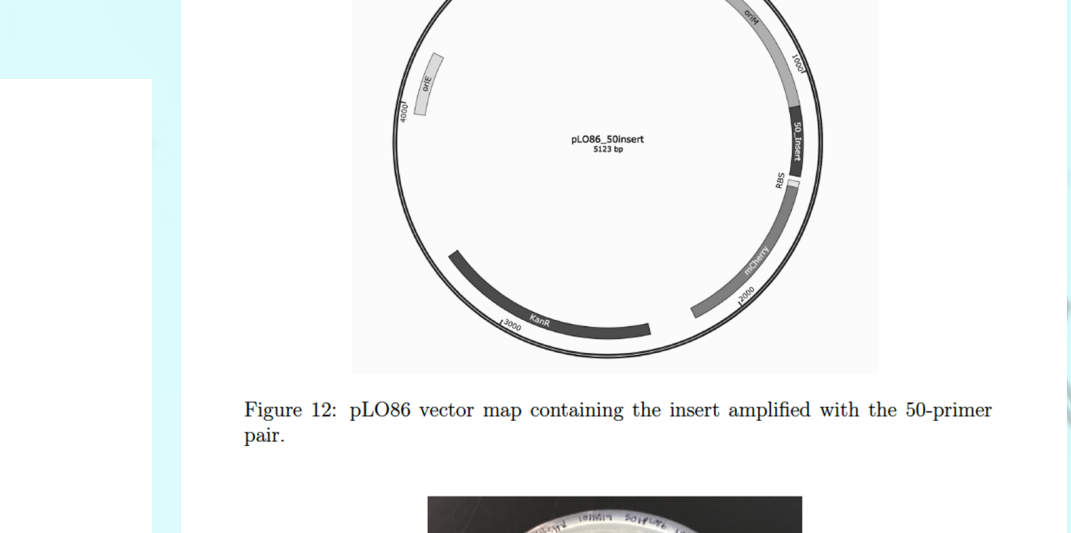 oriM
1000
oriE
4000
50_Insert
pLO86_50insert
5123 bp
RBS
mCherry
2000
KanR
3000
Figure 12: pLO86 vector map containing the insert amplified with the 50-primer
pair.